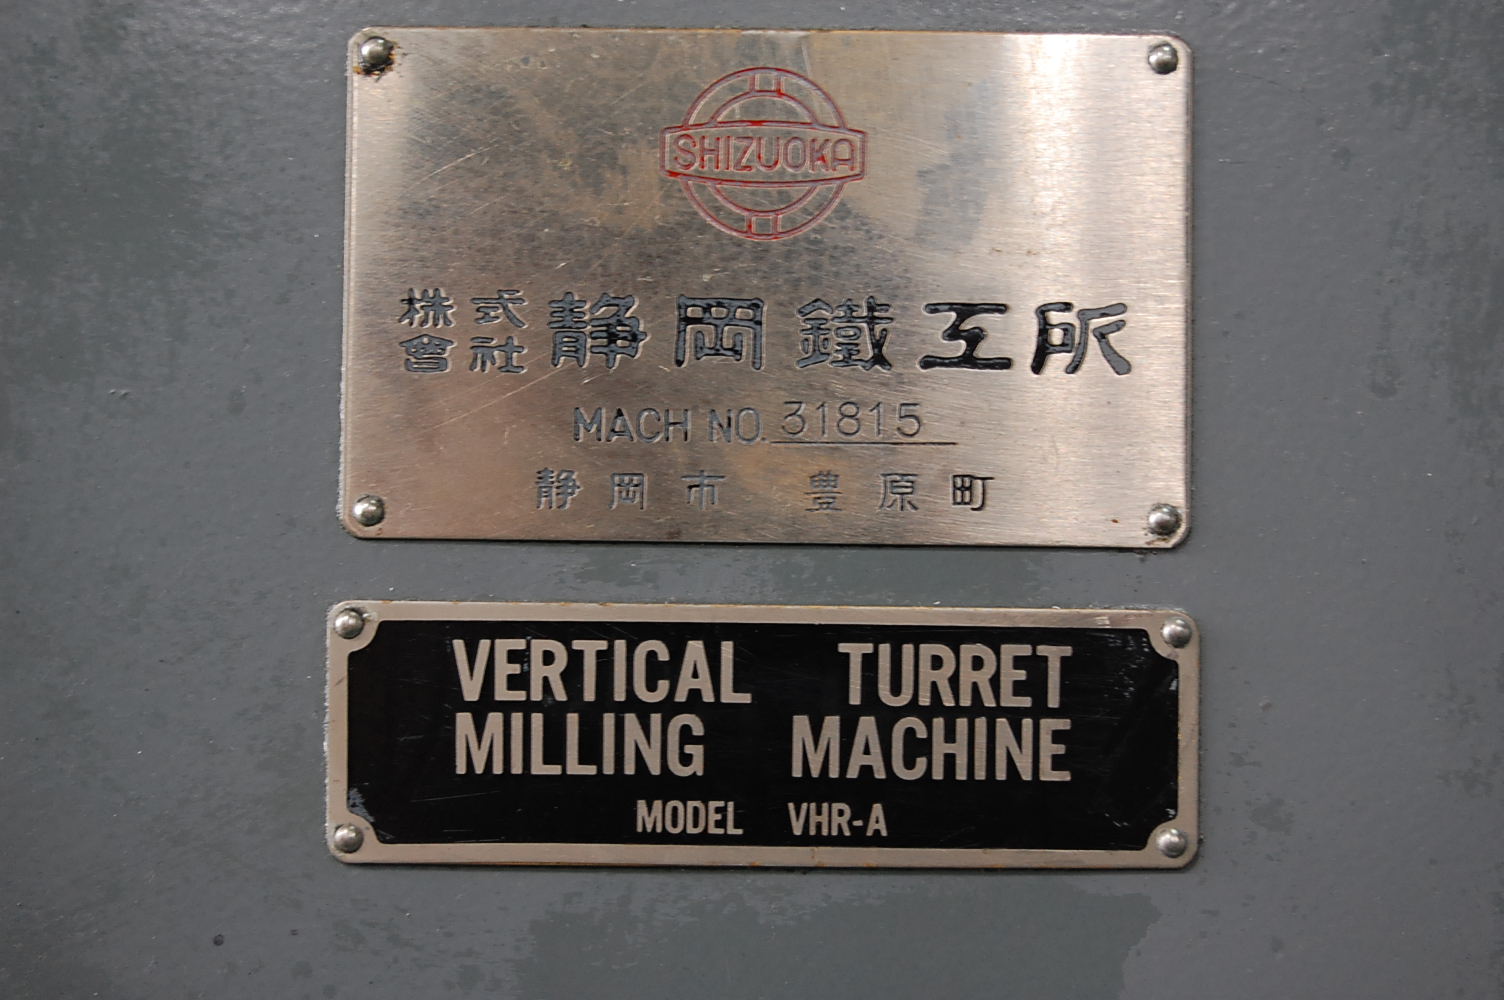 SHIZUOKA
株式會社 静岡鐵工所
MACH NO. 31815
静岡市 豊原町
VERTICAL TURRET
MILLING MACHINE
MODEL VHR-A